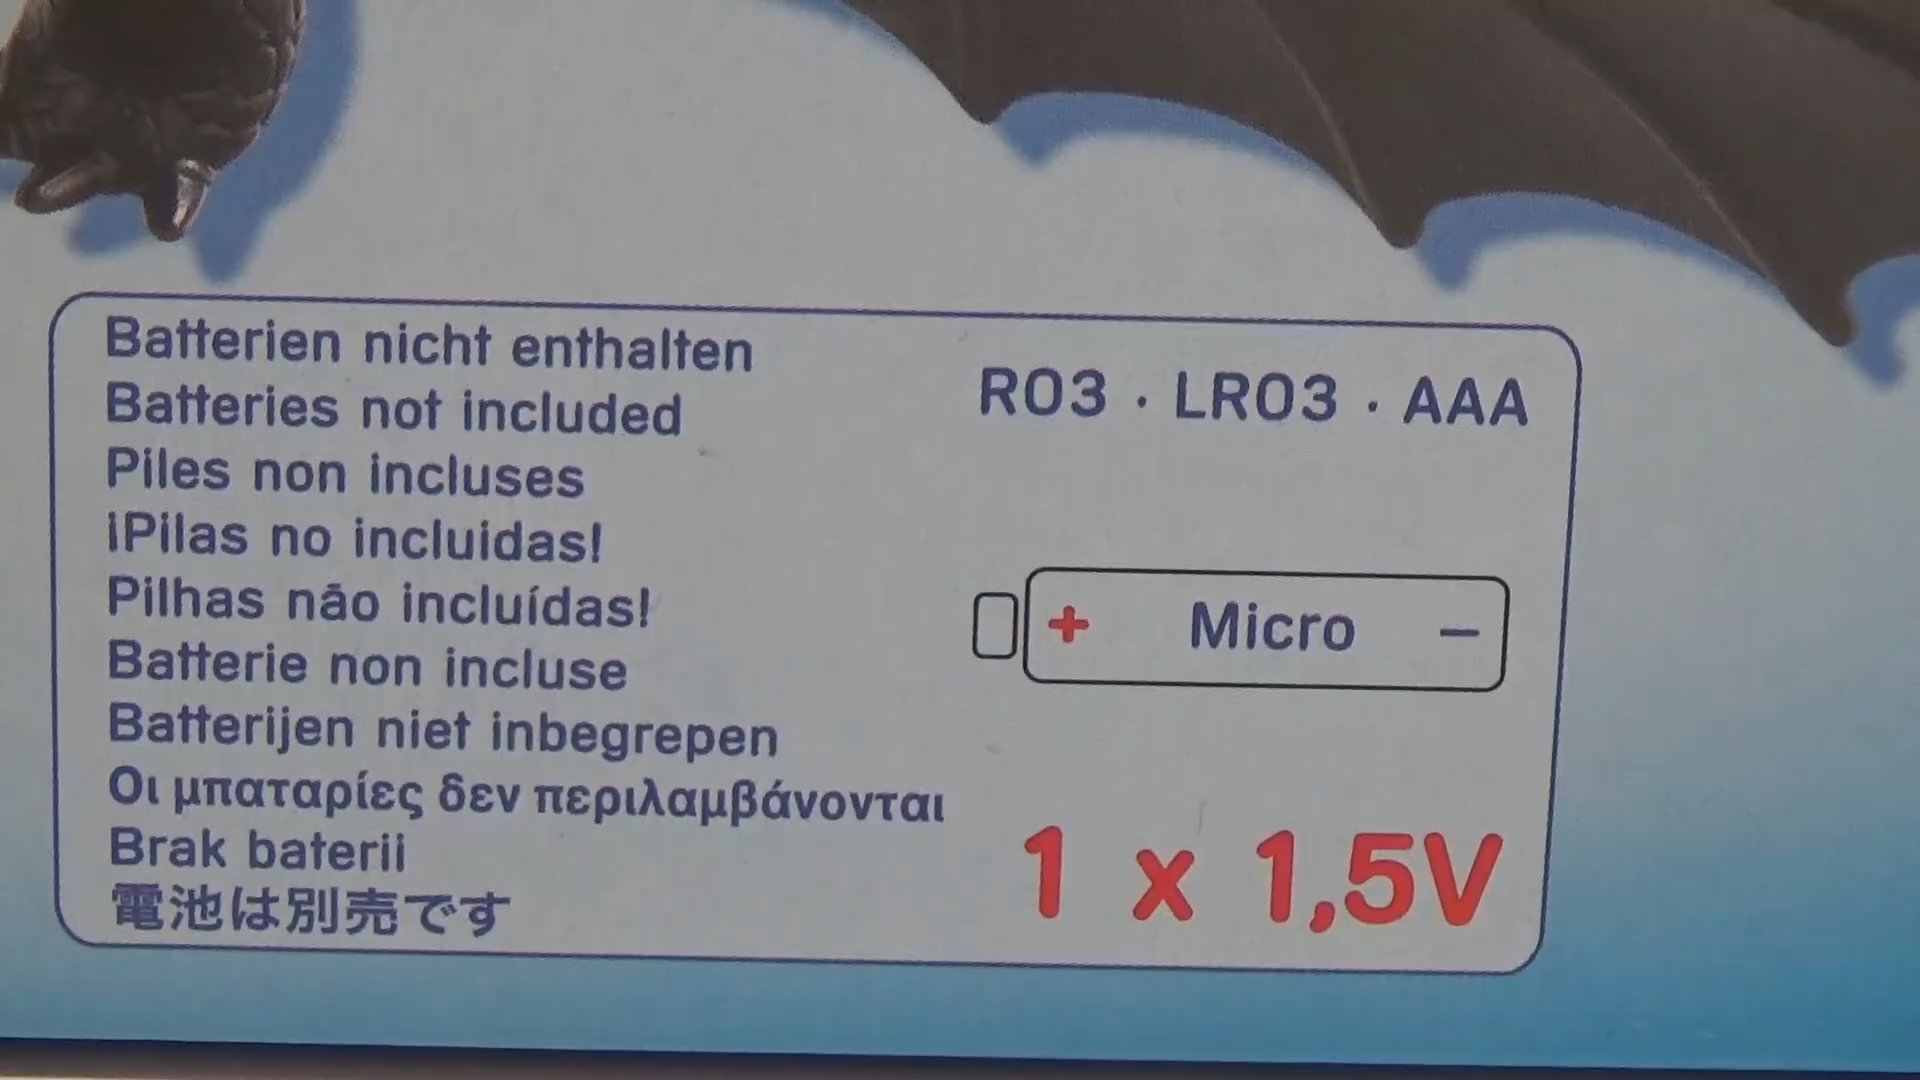 Batterien nicht enthalten
Batteries not included
Piles non incluses
¡Pilas no incluidas!
Pilhas não incluídas!
Batterie non incluse
Batterijen niet inbegrepen
Οι μπαταρίες δεν περιλαμβάνονται
Brak baterii
電池は別売です
R03 · LR03 · AAA
+ Micro –
1 x 1,5V